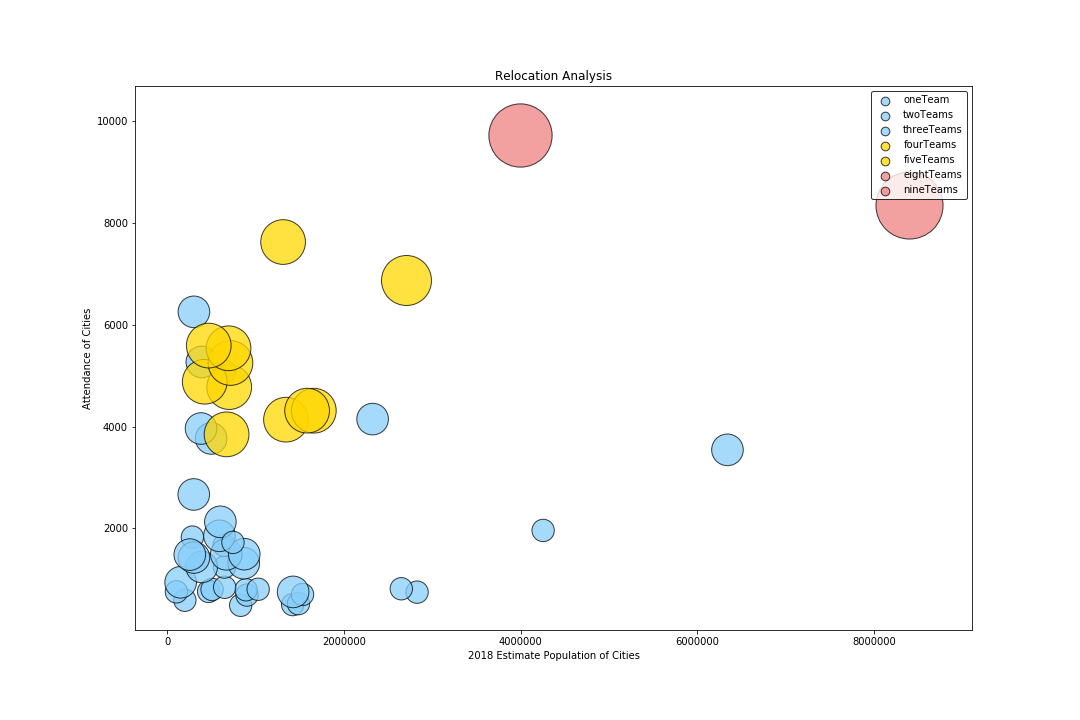 Relocation Analysis
oneTeam
twoTeams
threeTeams
fourTeams
fiveTeams
eightTeams
nineTeams
10000
8000
6000
4000
2000
Attendance of Cities
0 2000000 4000000 6000000 8000000
2018 Estimate Population of Cities